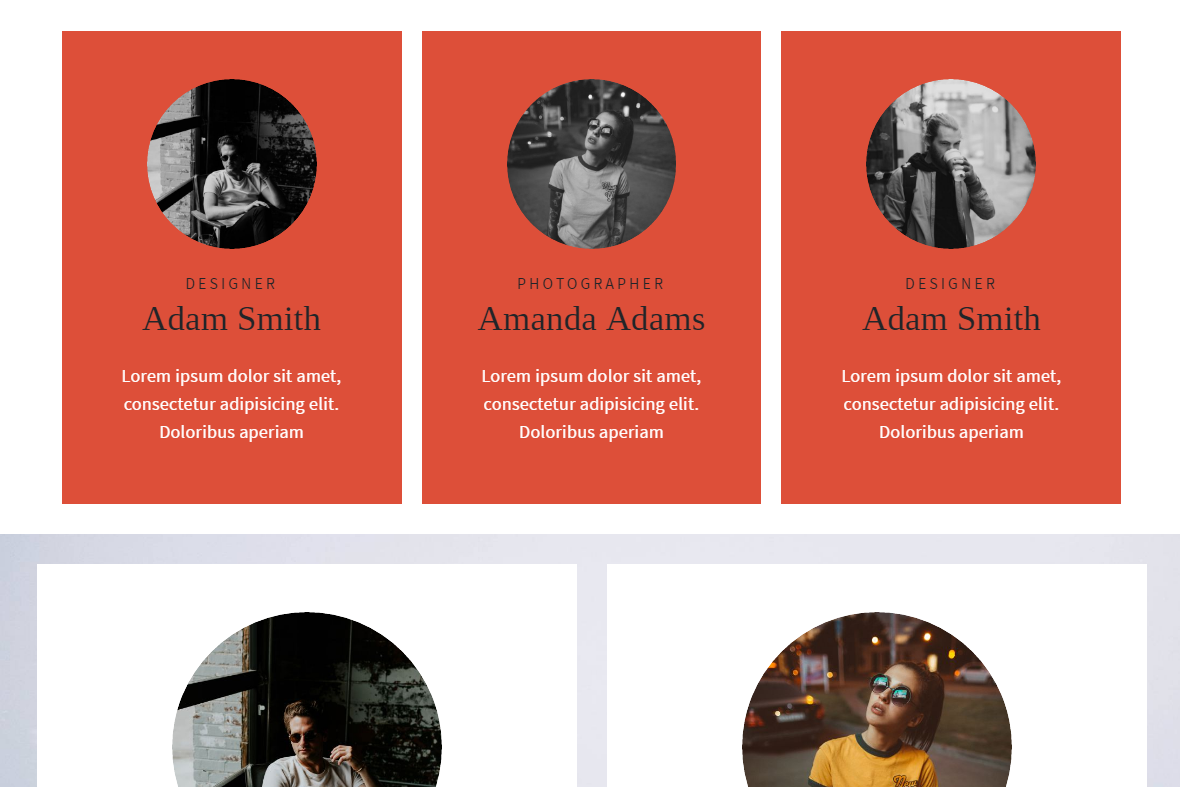 DESIGNER
Adam Smith
Lorem ipsum dolor sit amet,
consectetur adipisicing elit.
Doloribus aperiam
PHOTOGRAPHER
Amanda Adams
Lorem ipsum dolor sit amet,
consectetur adipisicing elit.
Doloribus aperiam
DESIGNER
Adam Smith
Lorem ipsum dolor sit amet,
consectetur adipisicing elit.
Doloribus aperiam